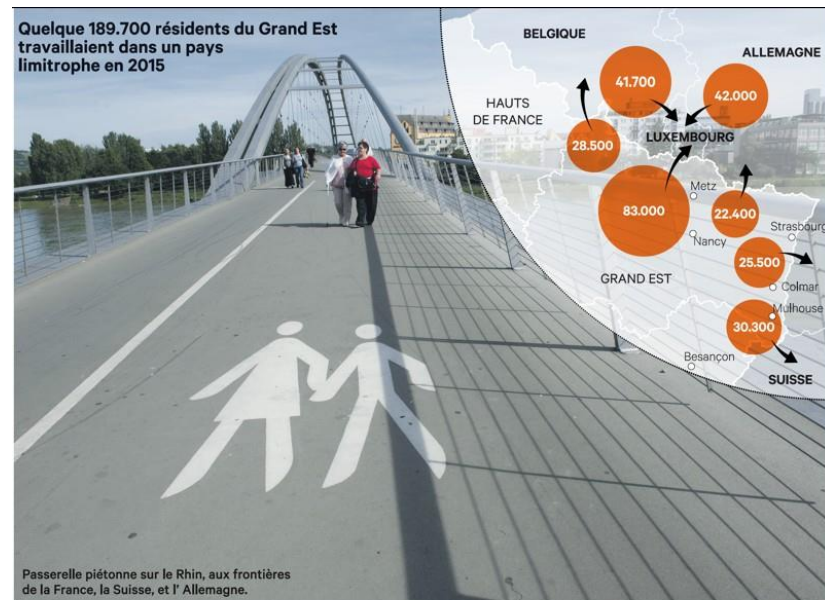 Quelque 189.700 résidents du Grand Est
travaillaient dans un pays
limitrophe en 2015
BELGIQUE
ALLEMAGNE
41.700
42.000
HAUTS
DE FRANCE
LUXEMBOURG
28.500
Metz
83.000
22.400
Strasbourg
Nancy
25.500
GRAND EST
Colmar
Mulhouse
30.300
Besançon
SUISSE
Passerelle piétonne sur le Rhin, aux frontières
de la France, la Suisse, et l' Allemagne.